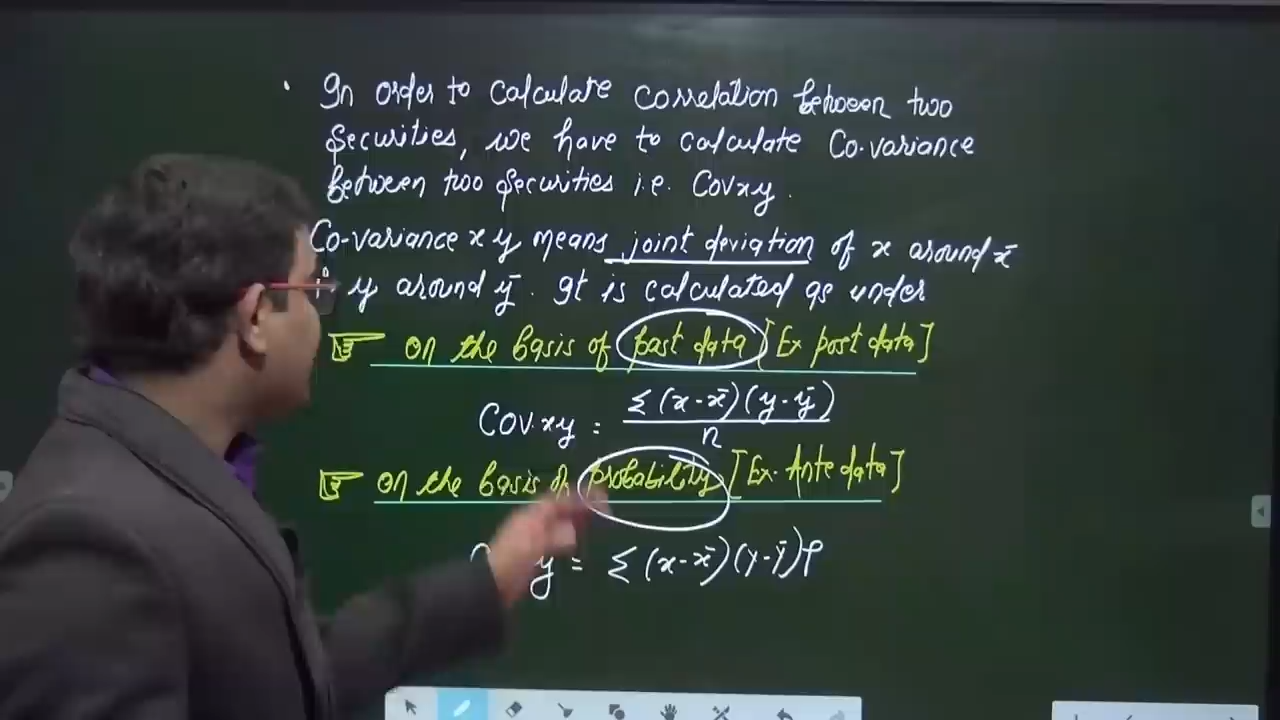 · In order to calculate correlation between two
securities, we have to calculate Co-variance
between two securities i.e. Cov xy.
Co-variance x y means joint deviation of x around x̄
y around ȳ. It is calculated as under
☞ on the basis of past data [Ex post data]
Cov. xy = Σ(x-x̄)(y-ȳ)/n
☞ on the basis of probability [Ex-Ante data]
y = Σ(x-x̄)(y-ȳ)P